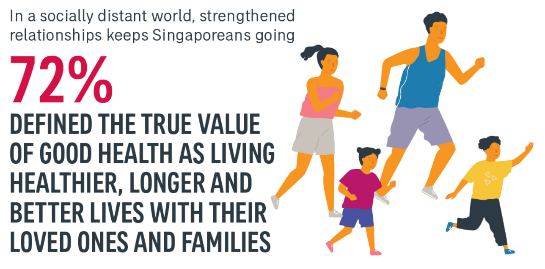 In a socially distant world, strengthened
relationships keeps Singaporeans going
72%
DEFINED THE TRUE VALUE
OF GOOD HEALTH AS LIVING
HEALTHIER, LONGER AND
BETTER LIVES WITH THEIR
LOVED ONES AND FAMILIES